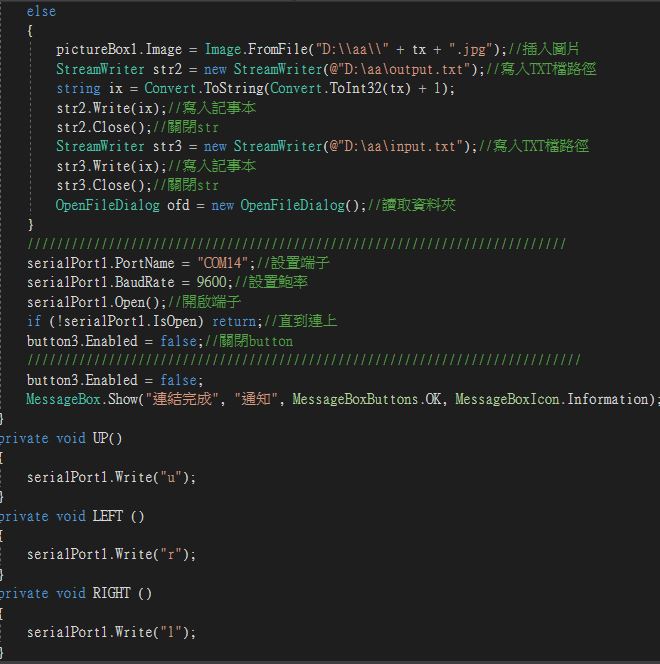 else
{
pictureBox1.Image = Image.FromFile("D:\\aa\\" + tx + ".jpg");//插入圖片
StreamWriter str2 = new StreamWriter(@"D:\aa\output.txt");//寫入TXT檔路徑
string ix = Convert.ToString(Convert.ToInt32(tx) + 1);
str2.Write(ix);//寫入記事本
str2.Close();//關閉str
StreamWriter str3 = new StreamWriter(@"D:\aa\input.txt");//寫入TXT檔路徑
str3.Write(ix);//寫入記事本
str3.Close();//關閉str
OpenFileDialog ofd = new OpenFileDialog();//讀取資料夾
}
/////////////////////////////////////////////////////////////////////////
serialPort1.PortName = "COM14";//設置端子
serialPort1.BaudRate = 9600;//設置鮑率
serialPort1.Open();//開啟端子
if (!serialPort1.IsOpen) return;//直到連上
button3.Enabled = false;//關閉button
///////////////////////////////////////////////////////////////////////////
button3.Enabled = false;
MessageBox.Show("連結完成", "通知", MessageBoxButtons.OK, MessageBoxIcon.Information);
}
private void UP()
{
serialPort1.Write("u");
}
private void LEFT ()
{
serialPort1.Write("r");
}
private void RIGHT ()
{
serialPort1.Write("l");
}